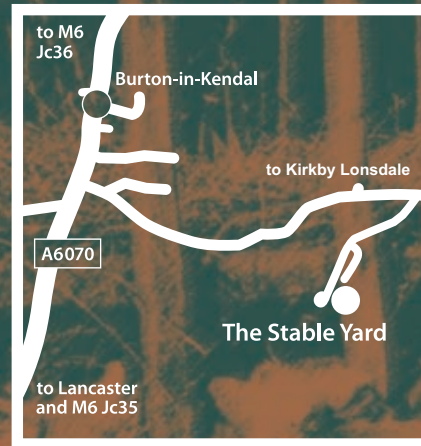 to M6
Jc36
Burton-in-Kendal
to Kirkby Lonsdale
A6070
The Stable Yard
to Lancaster
and M6 Jc35